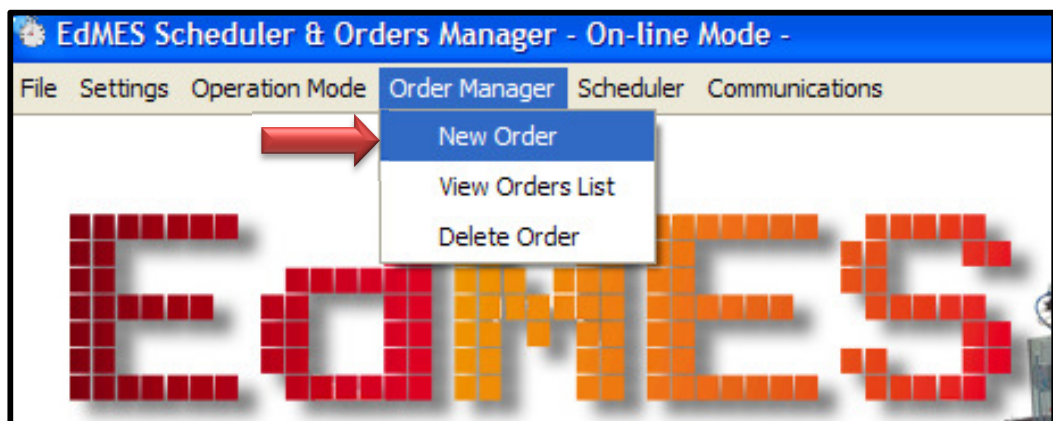 EdMES Scheduler & Orders Manager - On-line Mode -
File Settings Operation Mode Order Manager Scheduler Communications
New Order
View Orders List
Delete Order
EdMES